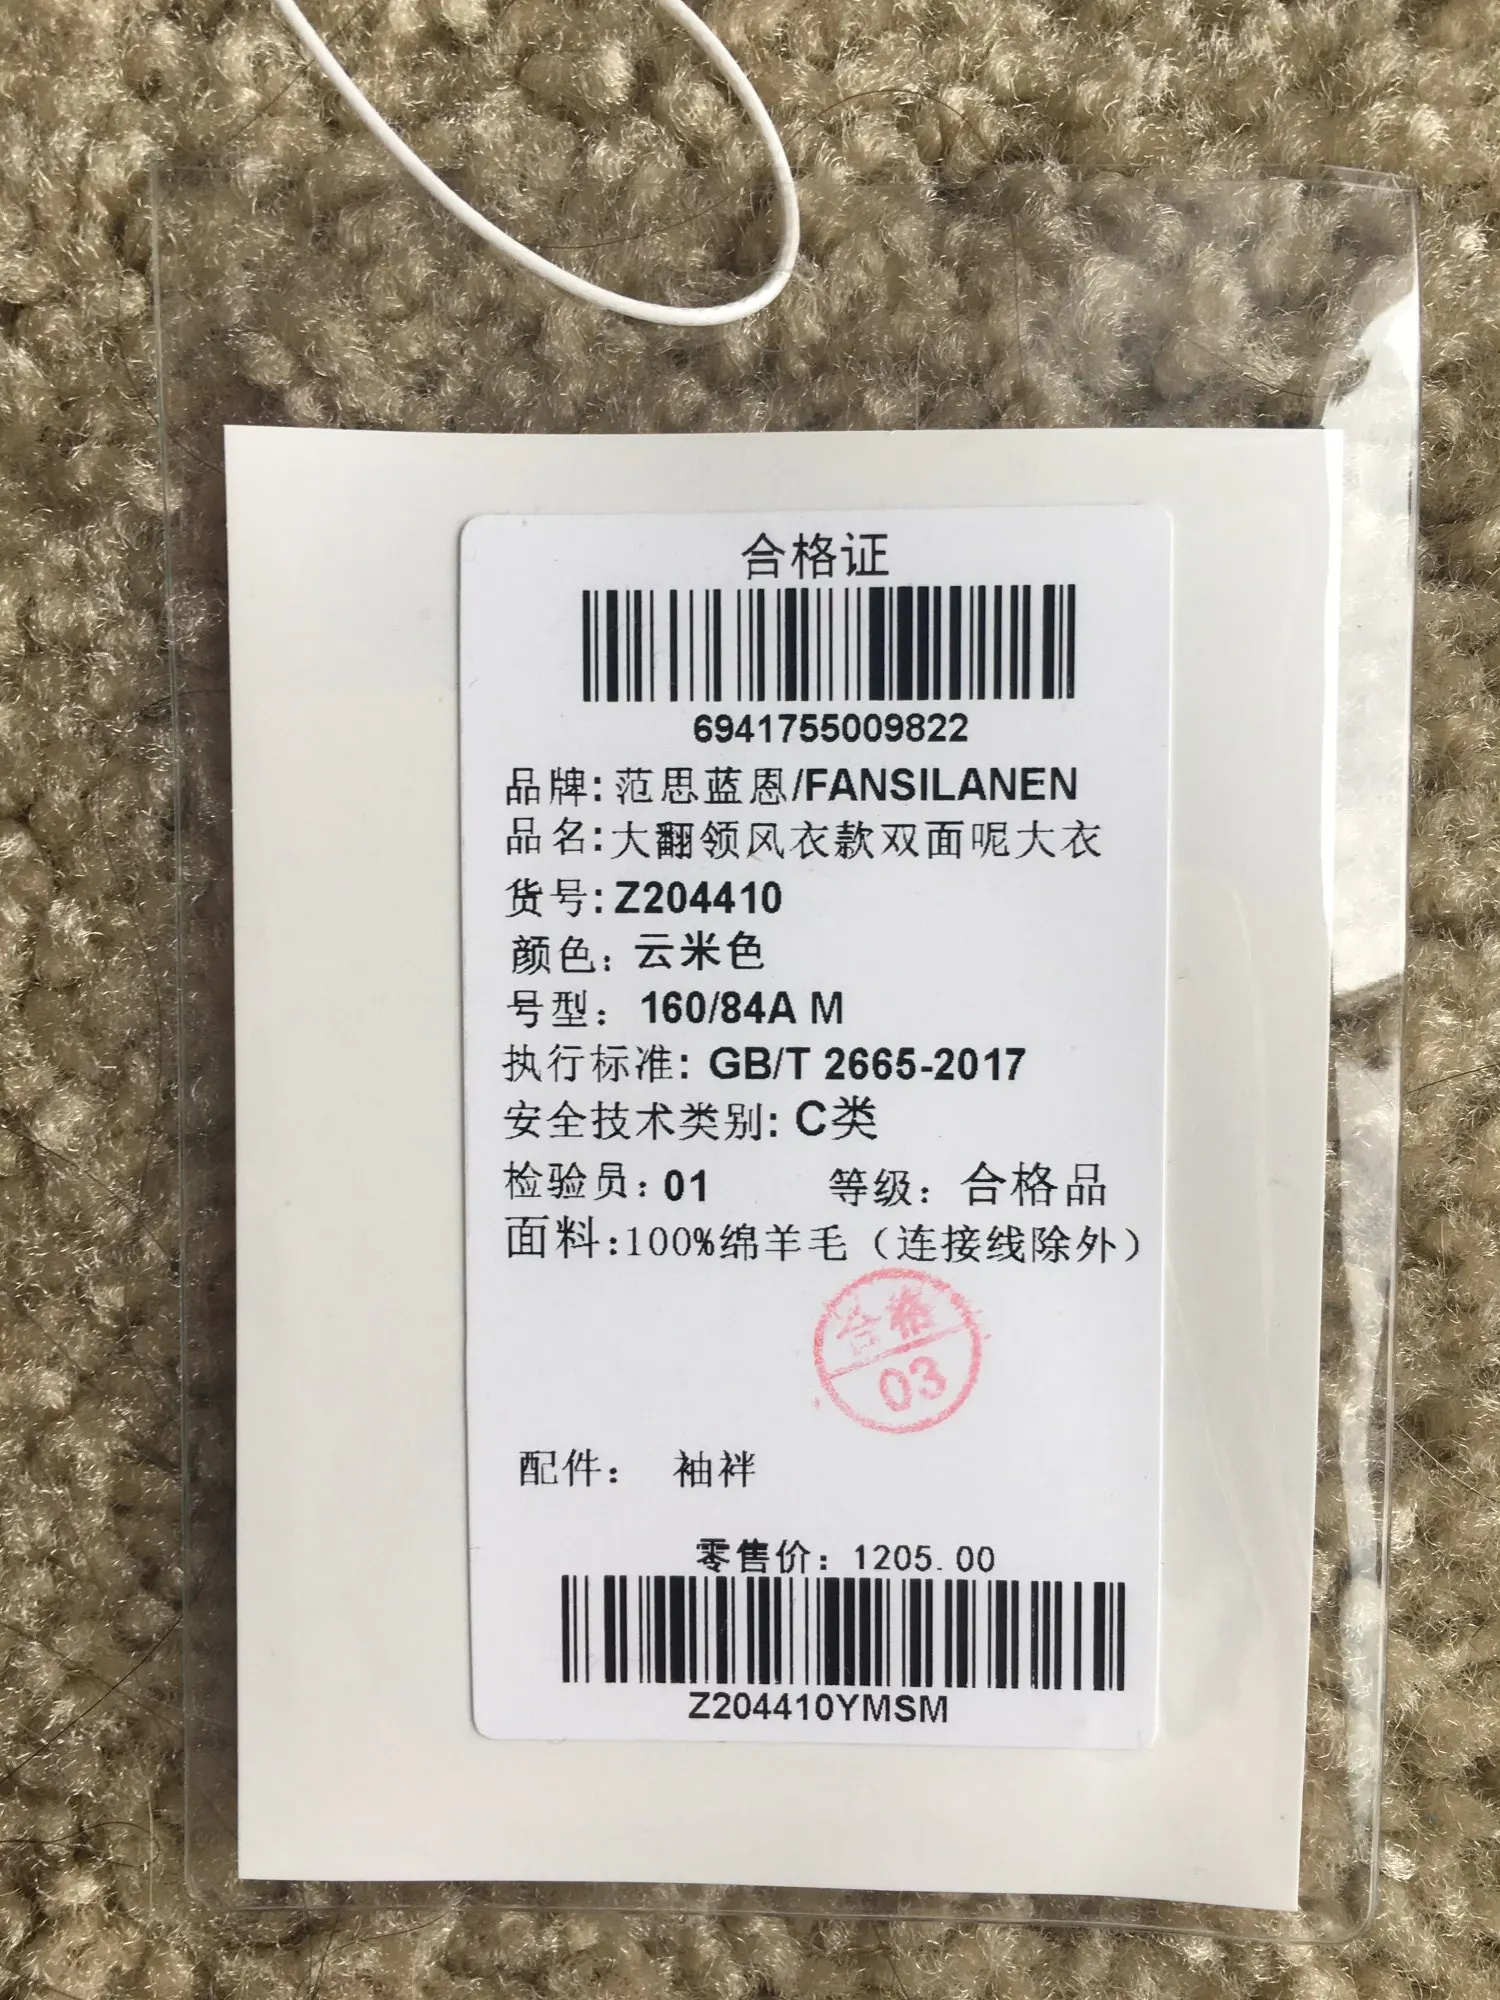 合格证
6941755009822
品牌: 范思蓝恩/FANSILANEN
品名:大翻领风衣款双面呢大衣
货号: Z204410
颜色: 云米色
号型: 160/84A M
执行标准: GB/T 2665-2017
安全技术类别: C类
检验员: 01 等级: 合格品
面料:100%绵羊毛（连接线除外）
合格
03
配件: 袖袢
零售价: 1205.00
Z204410YMSM